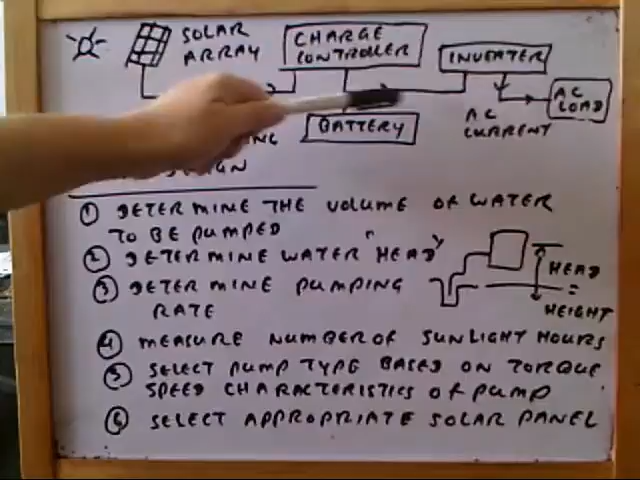 SOLAR
ARRAY
CHARGE
CONTROLLER
INVERTER
AC
LOAD
AC
CURRENT
BATTERY
① DETERMINE THE VOLUME OF WATER
TO BE PUMPED
② DETERMINE WATER "HEAD"
③ DETERMINE PUMPING
RATE
HEAD
=
HEIGHT
④ MEASURE NUMBER OF SUNLIGHT HOURS
⑤ SELECT PUMP TYPE BASED ON TORQUE
SPEED CHARACTERISTICS OF PUMP
⑥ SELECT APPROPRIATE SOLAR PANEL